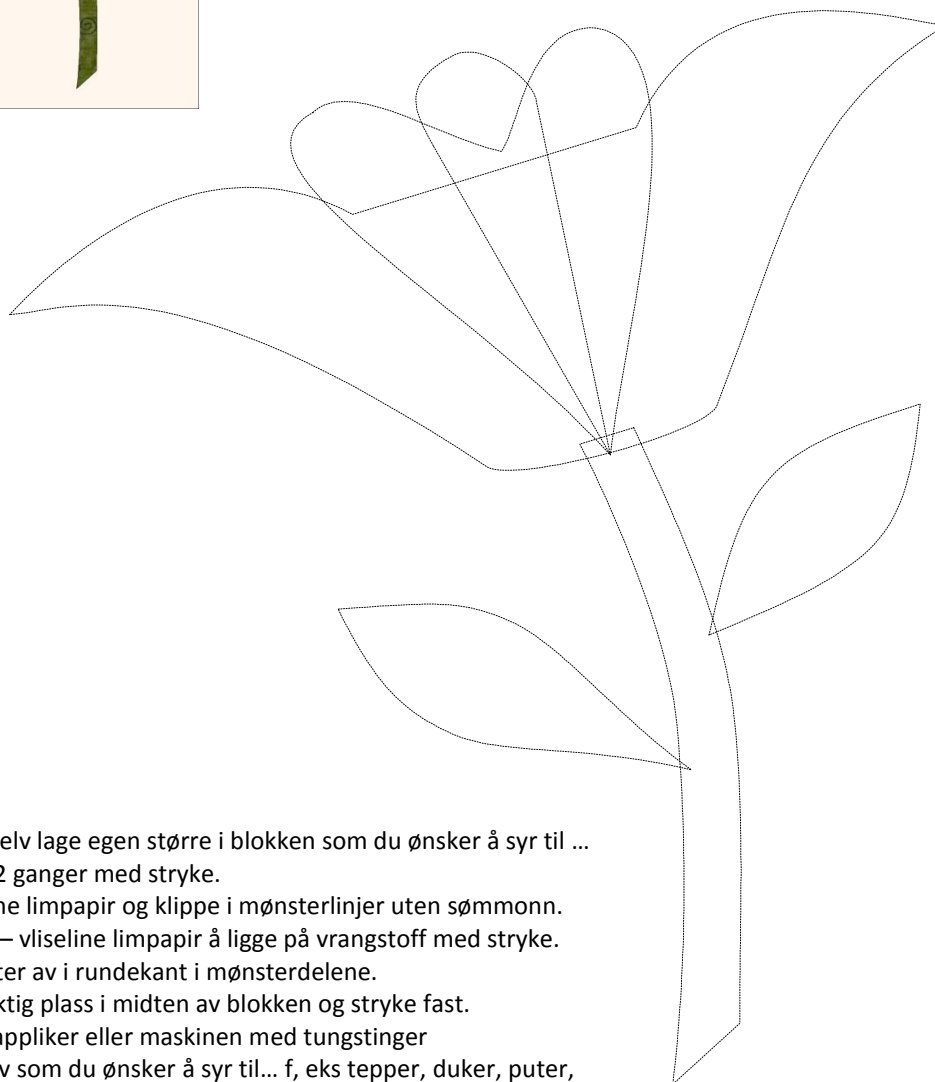 elv lage egen større i blokken som du ønsker å syr til …
2 ganger med stryke.
ne limpapir og klippe i mønsterlinjer uten sømmonn.
– vliseline limpapir å ligge på vrangstoff med stryke.
ter av i rundekant i mønsterdelene.
ktig plass i midten av blokken og stryke fast.
appliker eller maskinen med tungstinger
v som du ønsker å syr til… f, eks tepper, duker, puter,